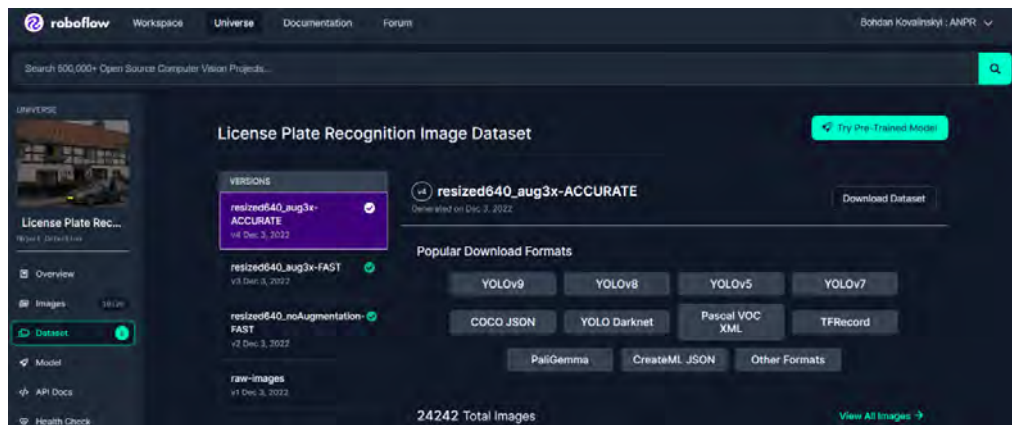 roboflow
Workspace
Universe
Documentation
Forum
Bohdan Kovalinskyi : ANPR
Search 500,000+ Open Source Computer Vision Projects...
UNIVERSE
License Plate Rec...
Object Detection
Overview
Images
Dataset
Model
API Docs
Health Check
License Plate Recognition Image Dataset
Try Pre-Trained Model
VERSIONS
resized640_aug3x-
ACCURATE
v4 Dec 3, 2022
resized640_aug3x-FAST
v3 Dec 3, 2022
resized640_noAugmentation-
FAST
v2 Dec 3, 2022
raw-images
v1 Dec 3, 2022
v4 resized640_aug3x-ACCURATE
Generated on Dec 3, 2022
Download Dataset
Popular Download Formats
YOLOv9
YOLOv8
YOLOv5
YOLOv7
COCO JSON
YOLO Darknet
Pascal VOC
XML
TFRecord
PaliGemma
CreateML JSON
Other Formats
24242 Total Images
View All Images →